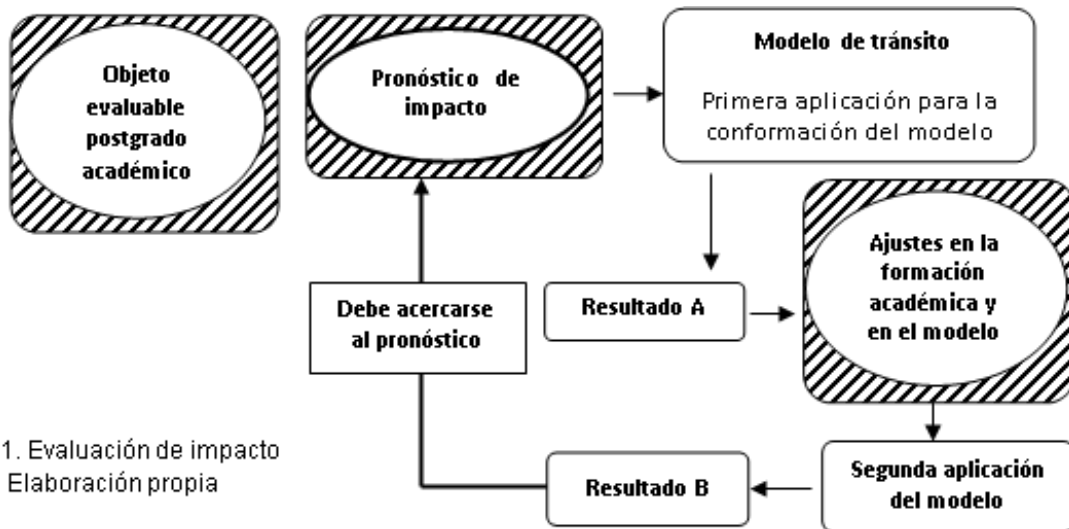 Objeto
evaluable
postgrado
académico
Pronóstico de
impacto
Modelo de tránsito
Primera aplicación para la
conformación del modelo
Resultado A
Ajustes en la
formación
académica y
en el modelo
Debe acercarse
al pronóstico
Segunda aplicación
del modelo
Resultado B
1. Evaluación de impacto
Elaboración propia